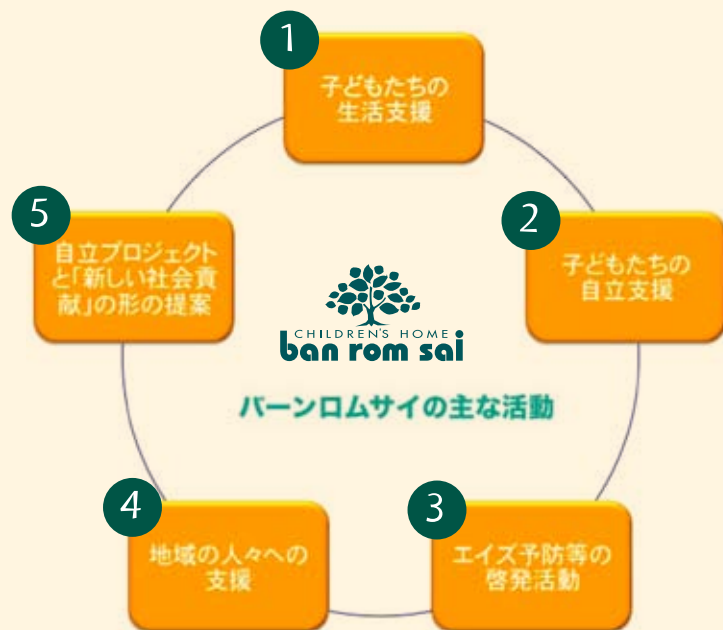 1
子どもたちの
生活支援
2
子どもたちの
自立支援
3
エイズ予防等の
啓発活動
4
地域の人々への
支援
5
自立プロジェクト
と「新しい社会貢
献」の形の提案
CHILDREN'S HOME
ban rom sai
バーンロムサイの主な活動